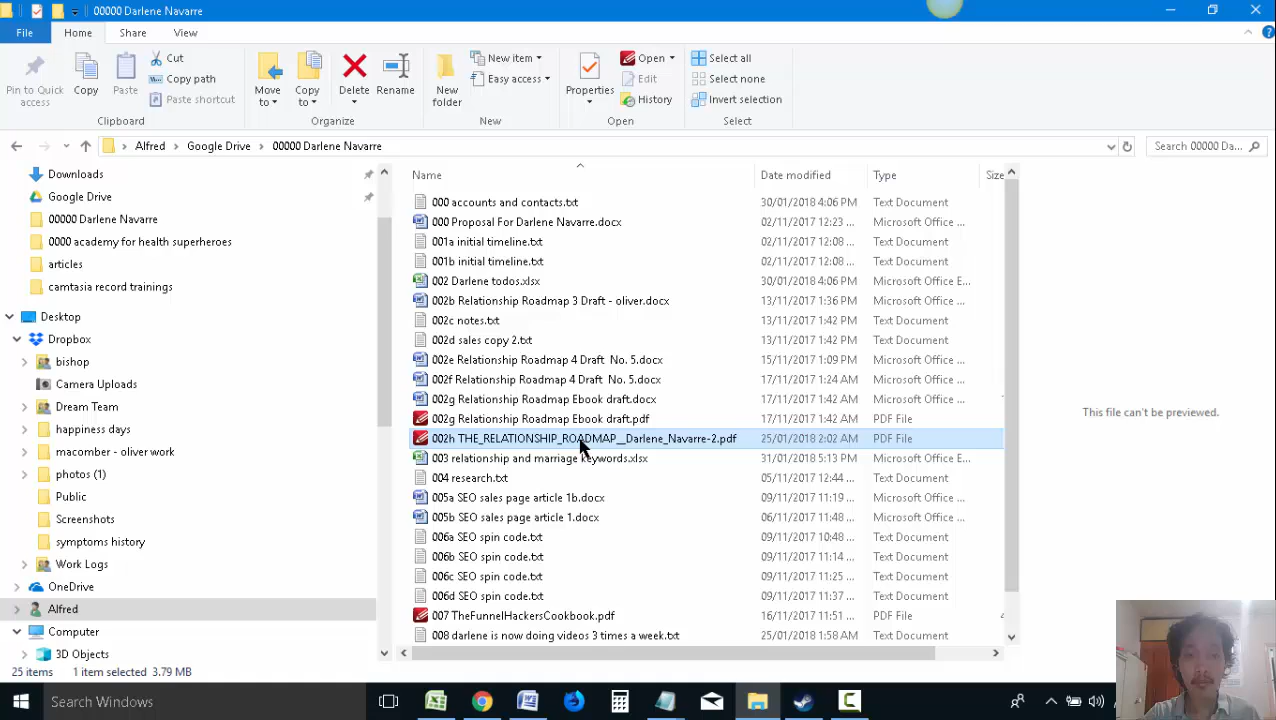 00000 Darlene Navarre
File Home Share View
Pin to Quick access
Copy
Paste
Cut
Copy path
Paste shortcut
Clipboard
Move to
Copy to
Delete
Rename
Organize
New folder
New item
Easy access
New
Properties
Open
Edit
History
Open
Select all
Select none
Invert selection
Select
Alfred Google Drive 00000 Darlene Navarre
Search 00000 Da...
Downloads
Google Drive
00000 Darlene Navarre
0000 academy for health superheroes
articles
camtasia record trainings
Desktop
Dropbox
bishop
Camera Uploads
Dream Team
happiness days
macomber - oliver work
photos (1)
Public
Screenshots
symptoms history
Work Logs
OneDrive
Alfred
Computer
3D Objects
Name Date modified Type Size
000 accounts and contacts.txt 30/01/2018 4:06 PM Text Document
000 Proposal For Darlene Navarre.docx 02/11/2017 12:23 ... Microsoft Office ...
001a initial timeline.txt 02/11/2017 12:08 ... Text Document
001b initial timeline.txt 02/11/2017 12:08 ... Text Document
002 Darlene todos.xlsx 30/01/2018 4:06 PM Microsoft Office E...
002b Relationship Roadmap 3 Draft - oliver.docx 13/11/2017 1:36 PM Microsoft Office ...
002c notes.txt 13/11/2017 1:42 PM Text Document
002d sales copy 2.txt 13/11/2017 1:42 PM Text Document
002e Relationship Roadmap 4 Draft No. 5.docx 15/11/2017 1:09 PM Microsoft Office ...
002f Relationship Roadmap 4 Draft No. 5.docx 17/11/2017 1:24 AM Microsoft Office ...
002g Relationship Roadmap Ebook draft.docx 17/11/2017 1:42 AM Microsoft Office ...
002g Relationship Roadmap Ebook draft.pdf 17/11/2017 1:42 AM PDF File
002h THE_RELATIONSHIP_ROADMAP__Darlene_Navarre-2.pdf 25/01/2018 2:02 AM PDF File
003 relationship and marriage keywords.xlsx 31/01/2018 5:13 PM Microsoft Office E...
004 research.txt 05/11/2017 12:44 ... Text Document
005a SEO sales page article 1b.docx 09/11/2017 11:19 ... Microsoft Office ...
005b SEO sales page article 1.docx 06/11/2017 11:48 ... Microsoft Office ...
006a SEO spin code.txt 09/11/2017 10:48 ... Text Document
006b SEO spin code.txt 09/11/2017 11:14 ... Text Document
006c SEO spin code.txt 09/11/2017 11:25 ... Text Document
006d SEO spin code.txt 09/11/2017 11:37 ... Text Document
007 TheFunnelHackersCookbook.pdf 16/11/2017 11:51 ... PDF File
008 darlene is now doing videos 3 times a week.txt 25/01/2018 1:58 AM Text Document
This file can't be previewed.
25 items 1 item selected 3.79 MB
Search Windows